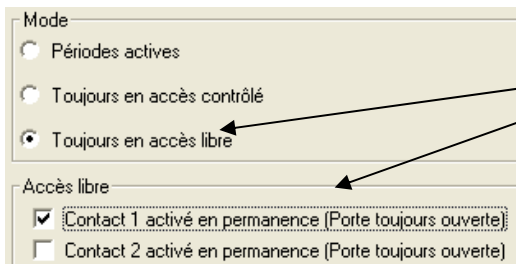 Mode
Périodes actives
Toujours en accès contrôlé
Toujours en accès libre
Accès libre
Contact 1 activé en permanence (Porte toujours ouverte)
Contact 2 activé en permanence (Porte toujours ouverte)